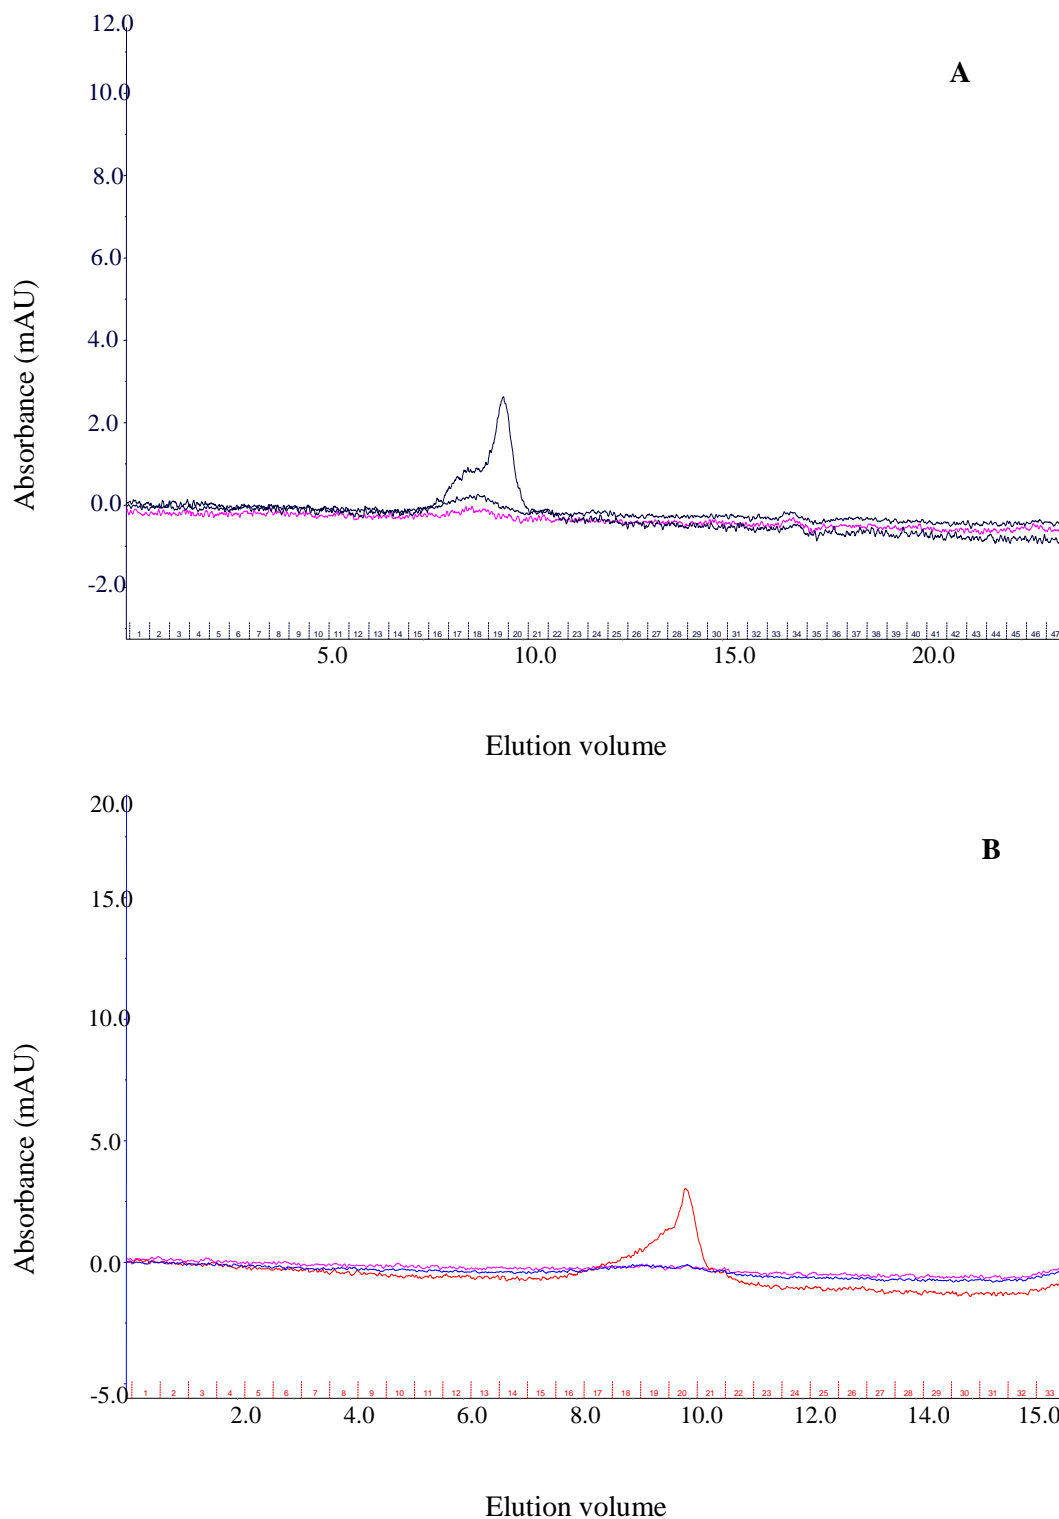 12.0
A
10.0
8.0
6.0
4.0
2.0
0.0
-2.0
Absorbance (mAU)
1 2 3 4 5 6 7 8 9 10 11 12 13 14 15 16 17 18 19 20 21 22 23 24 25 26 27 28 29 30 31 32 33 34 35 36 37 38 39 40 41 42 43 44 45 46 47
5.0 10.0 15.0 20.0
Elution volume
20.0
B
15.0
10.0
5.0
0.0
-5.0
Absorbance (mAU)
1 2 3 4 5 6 7 8 9 10 11 12 13 14 15 16 17 18 19 20 21 22 23 24 25 26 27 28 29 30 31 32 33
2.0 4.0 6.0 8.0 10.0 12.0 14.0 15.0
Elution volume